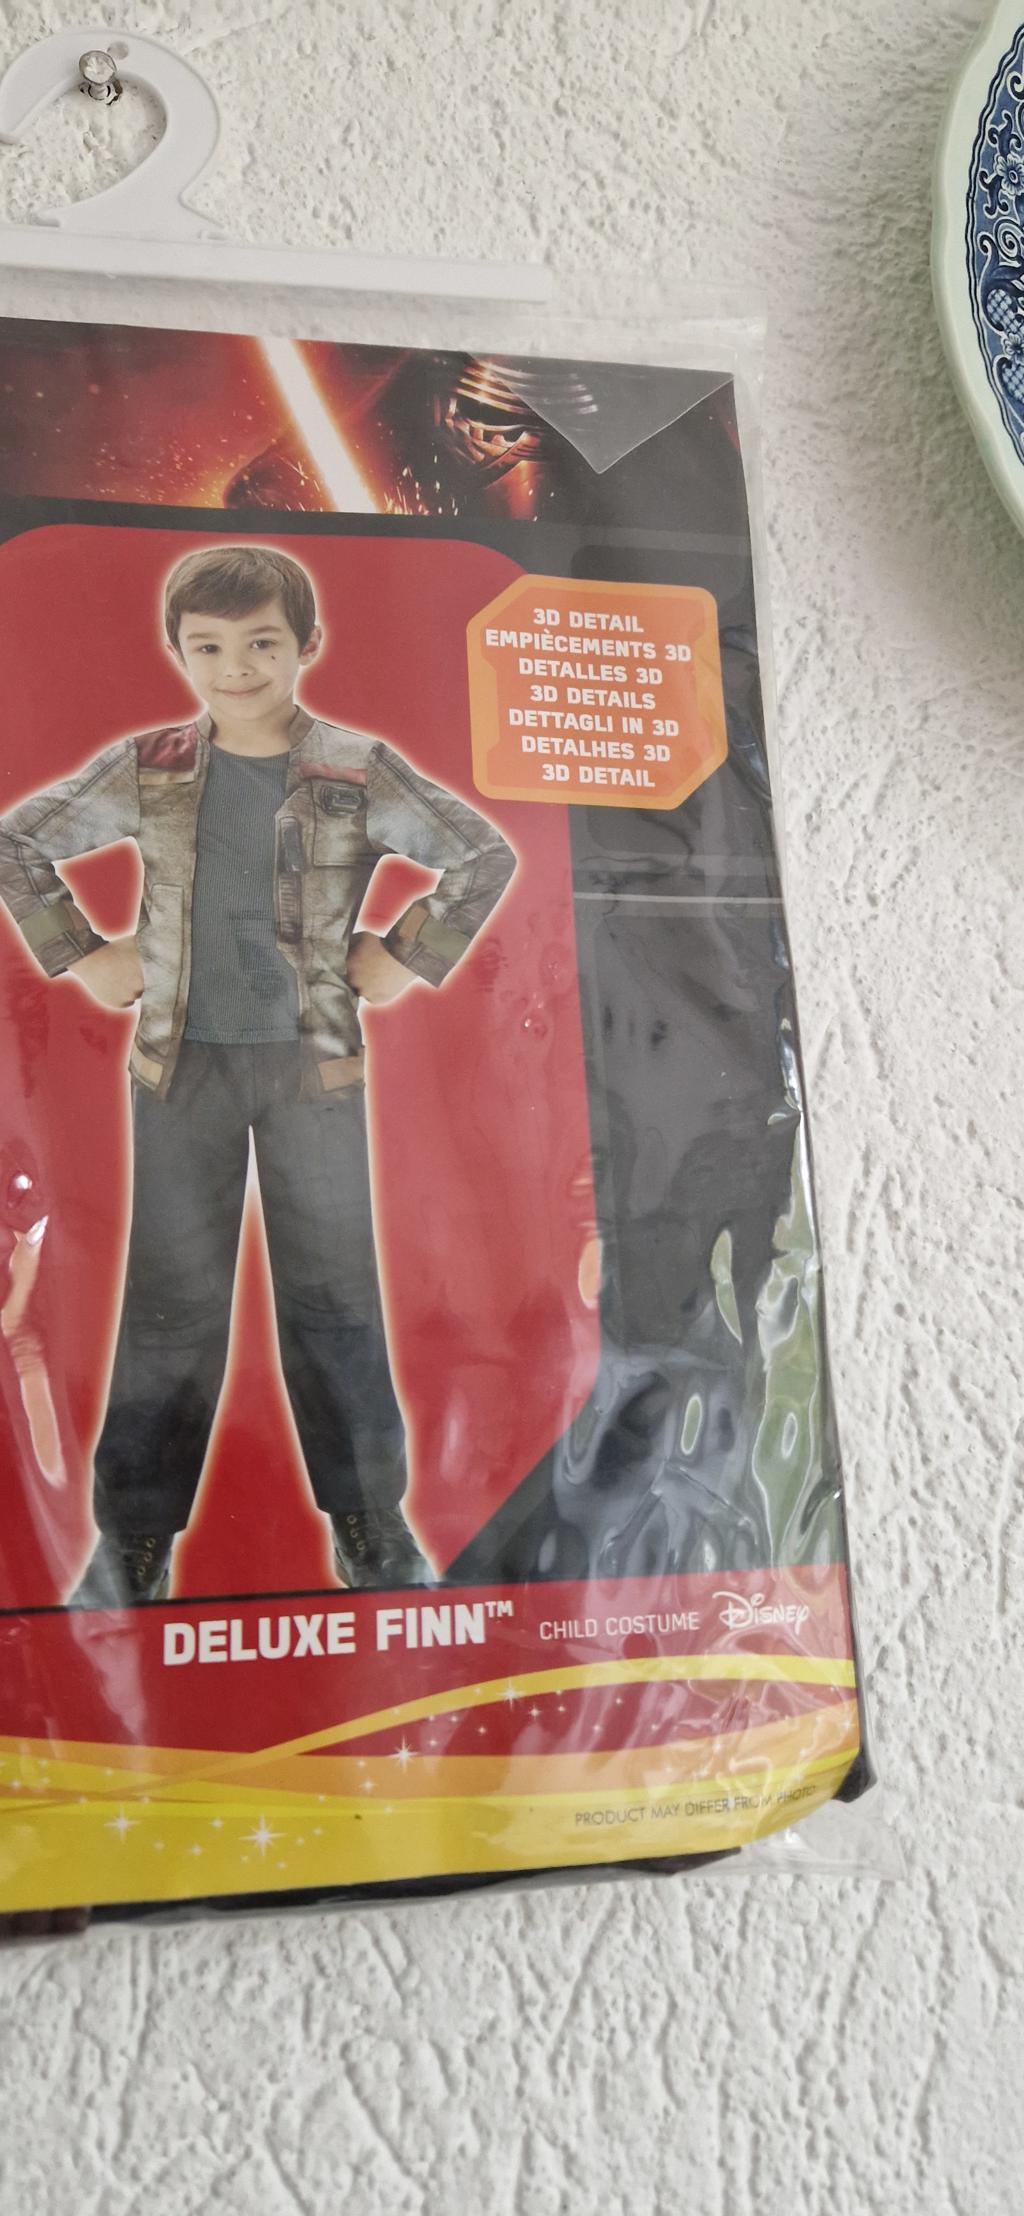 3D DETAIL
EMPIÈCEMENTS 3D
DETALLES 3D
3D DETAILS
DETTAGLI IN 3D
DETALHES 3D
3D DETAIL
DELUXE FINN™ CHILD COSTUME Disney
PRODUCT MAY DIFFER FROM PHOTO